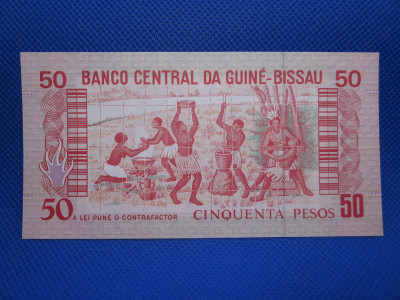 50 BANCO CENTRAL DA GUINÉ-BISSAU 50
50 A LEI PUNE O CONTRAFACTOR CINQUENTA PESOS 50